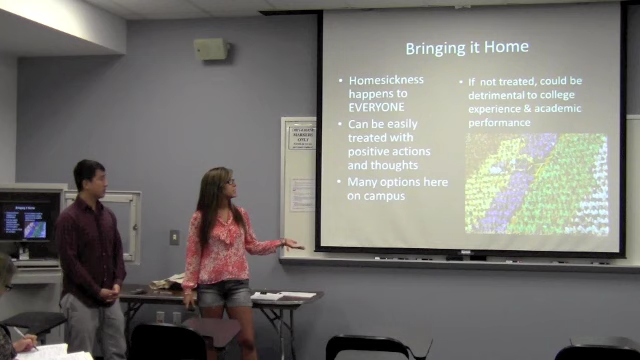 Bringing it Home
• Homesickness
happens to
EVERYONE
• Can be easily
treated with
positive actions
and thoughts
• Many options here
on campus
• If not treated, could be
detrimental to college
experience & academic
performance